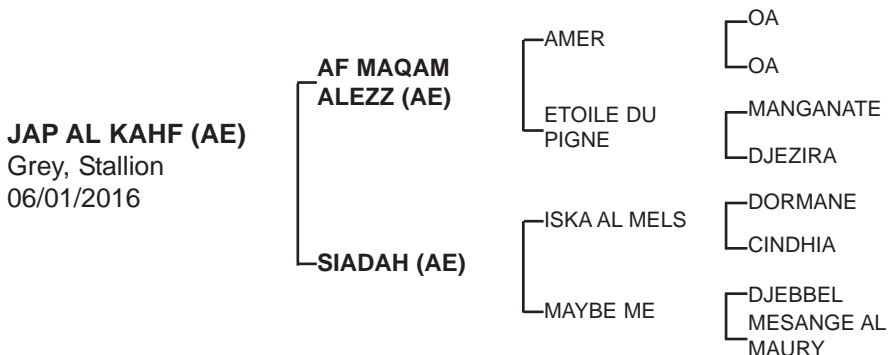 JAP AL KAHF (AE)
Grey, Stallion
06/01/2016
AF MAQAM
ALEZZ (AE)
SIADAH (AE)
AMER
ETOILE DU
PIGNE
ISKA AL MELS
MAYBE ME
OA
OA
MANGANATE
DJEZIRA
DORMANE
CINDHIA
DJEBBEL
MESANGE AL
MAURY